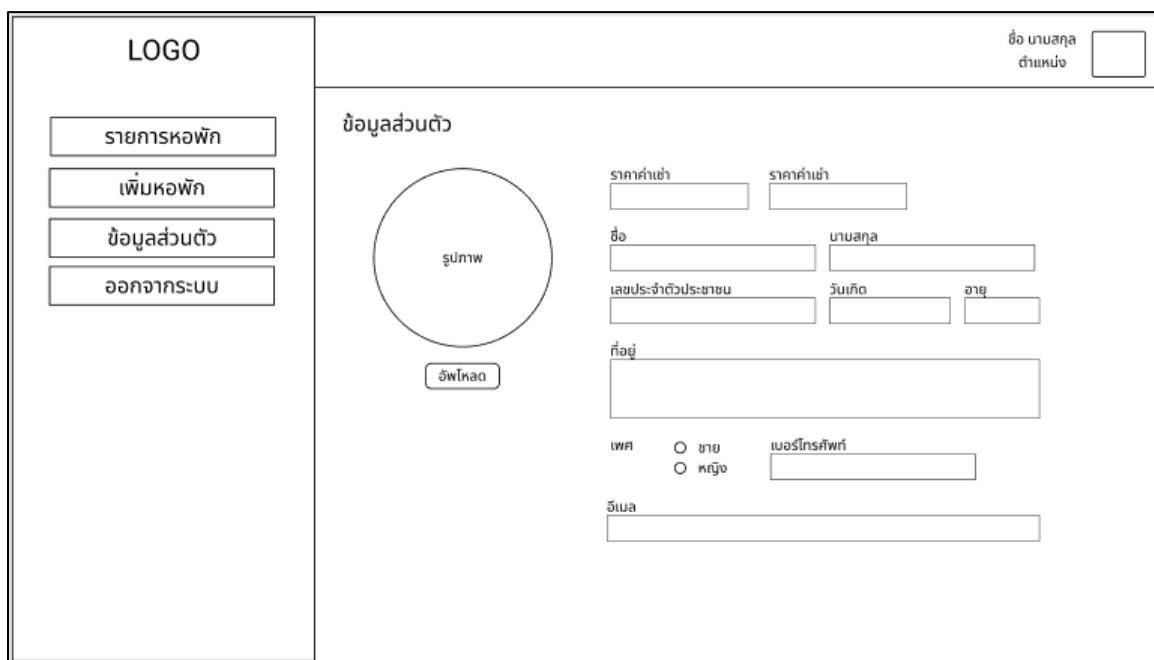 LOGO
รายการหอพัก
เพิ่มหอพัก
ข้อมูลส่วนตัว
ออกจากระบบ
ชื่อ นามสกุล
ตำแหน่ง
ข้อมูลส่วนตัว
รูปภาพ
อัพโหลด
ราคาค่าเช่า ราคาค่าเช่า
ชื่อ นามสกุล
เลขประจำตัวประชาชน วันเกิด อายุ
ที่อยู่
เพศ ชาย เบอร์โทรศัพท์
หญิง
อีเมล